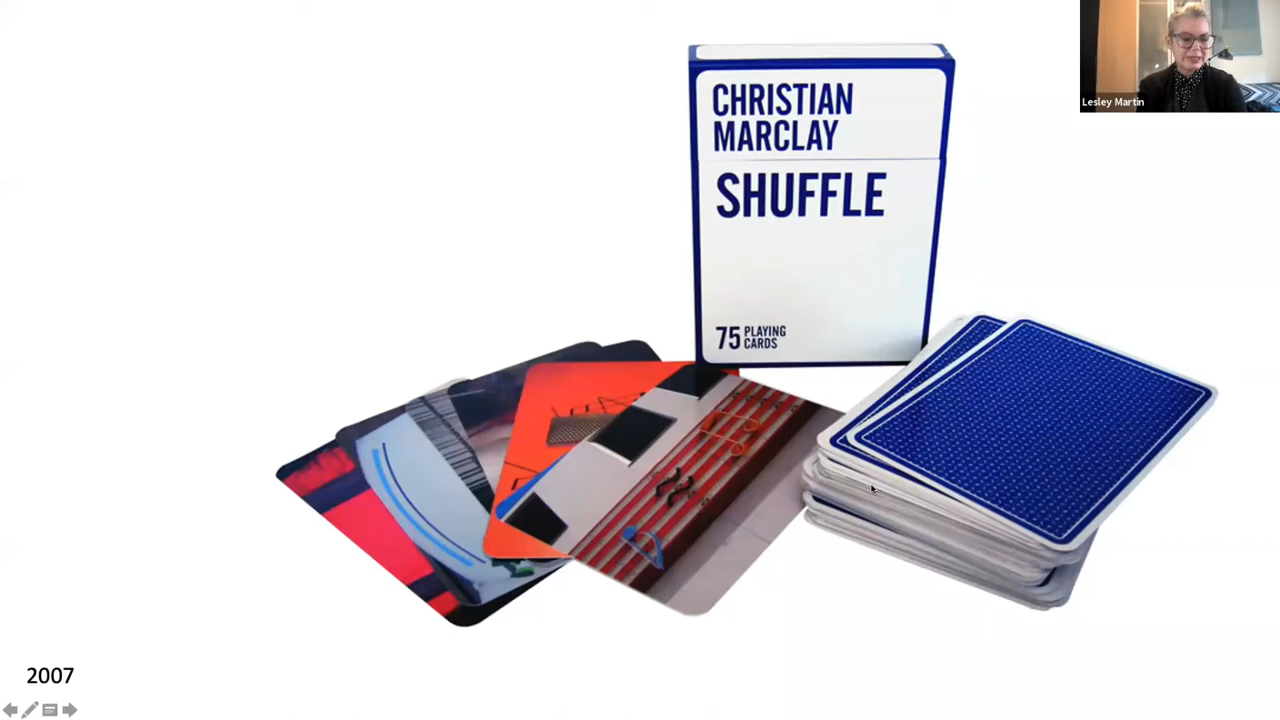 CHRISTIAN
MARCLAY
SHUFFLE
75 PLAYING
CARDS
Lesley Martin
2007